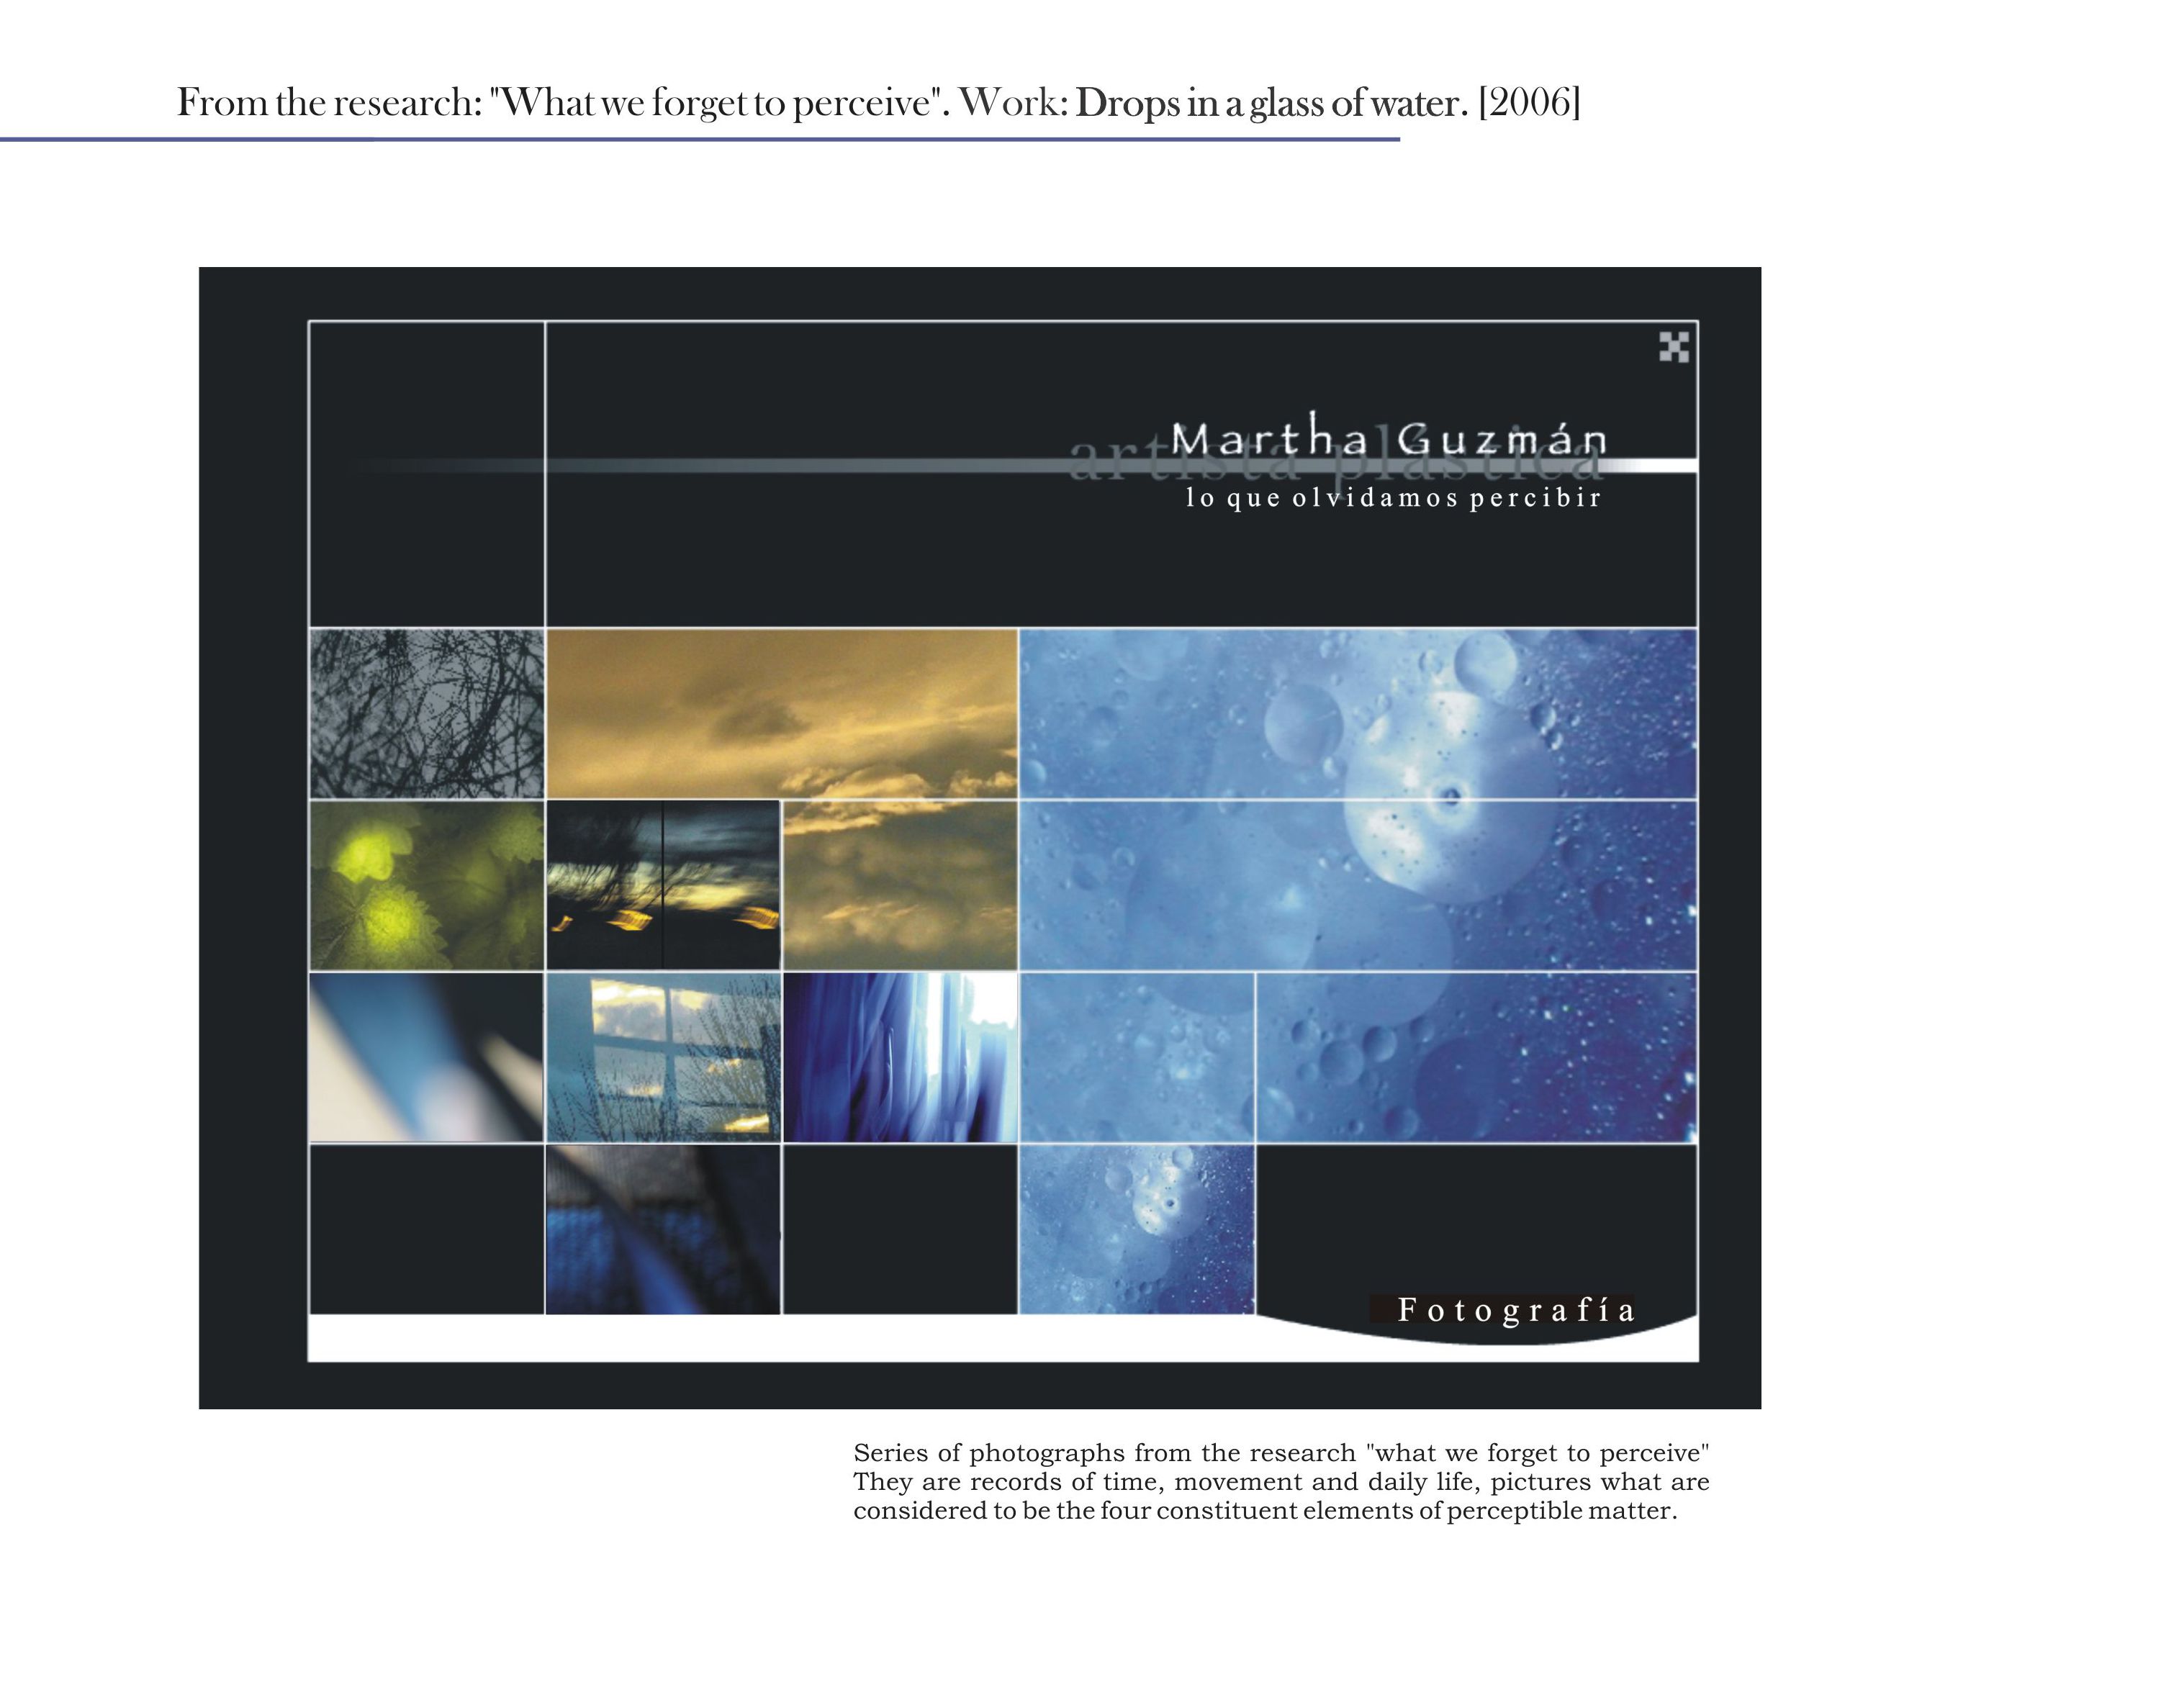 From the research: "What we forget to perceive". Work: Drops in a glass of water. [2006]
Martha Guzmán
artista plástica
lo que olvidamos percibir
Fotografía
Series of photographs from the research "what we forget to perceive"
They are records of time, movement and daily life, pictures what are
considered to be the four constituent elements of perceptible matter.